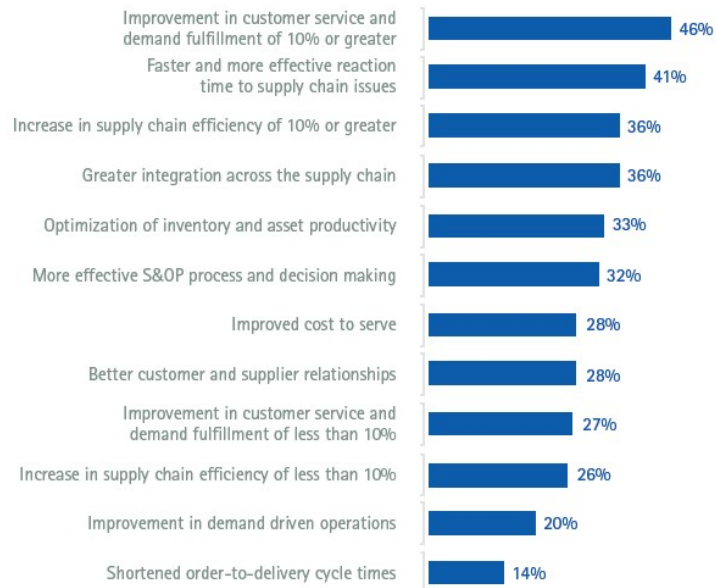 Improvement in customer service and
demand fulfillment of 10% or greater
46%
Faster and more effective reaction
time to supply chain issues
41%
Increase in supply chain efficiency of 10% or greater
36%
Greater integration across the supply chain
36%
Optimization of inventory and asset productivity
33%
More effective S&OP process and decision making
32%
Improved cost to serve
28%
Better customer and supplier relationships
28%
Improvement in customer service and
demand fulfillment of less than 10%
27%
Increase in supply chain efficiency of less than 10%
26%
Improvement in demand driven operations
20%
Shortened order-to-delivery cycle times
14%